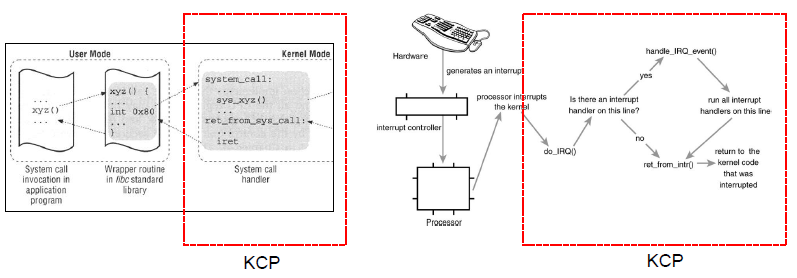 User Mode
Kernel Mode
...
xyz()
...
xyz() {
...
int 0x80
...
}
system_call:
...
sys_xyz()
...
ret_from_sys_call:
...
iret
System call
invocation in
application
program
Wrapper routine
in libc standard
library
System call
handler
KCP
Hardware
generates an interrupt
interrupt controller
processor interrupts
the kernel
Processor
do_IRQ()
Is there an interrupt
handler on this line?
yes
no
handle_IRQ_event()
run all interrupt
handlers on this line
ret_from_intr()
return to the
kernel code
that was
interrupted
KCP